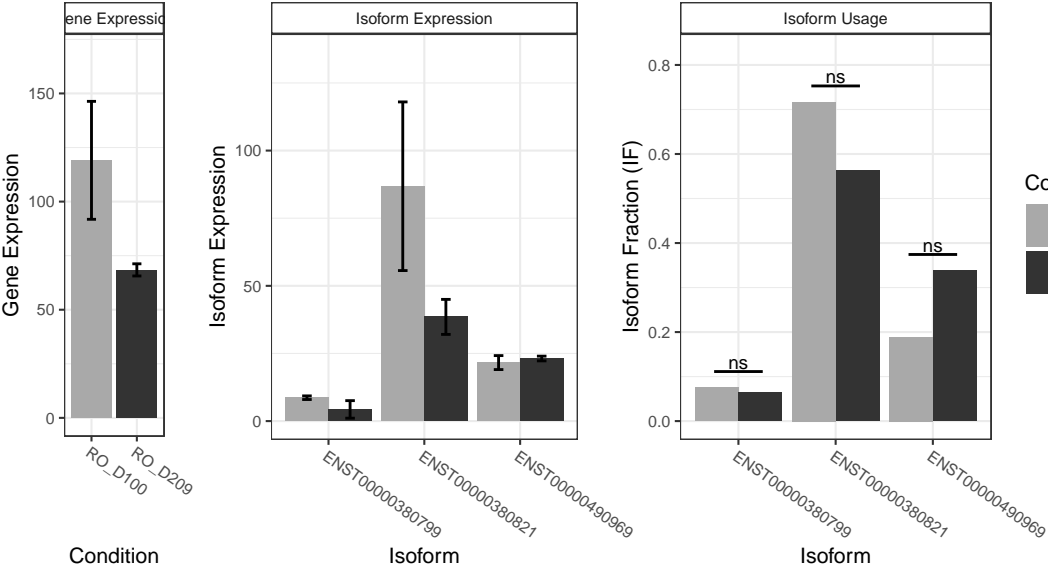 ene Expressio
Gene Expression
150
100
50
0
RO_D100
RO_D209
Condition
Isoform Expression
Isoform Expression
100
50
0
ENST00000380799
ENST00000380821
ENST00000490969
Isoform
Isoform Usage
Isoform Fraction (IF)
0.8
0.6
0.4
0.2
0.0
ns
ns
ns
ENST00000380799
ENST00000380821
ENST00000490969
Isoform
Co